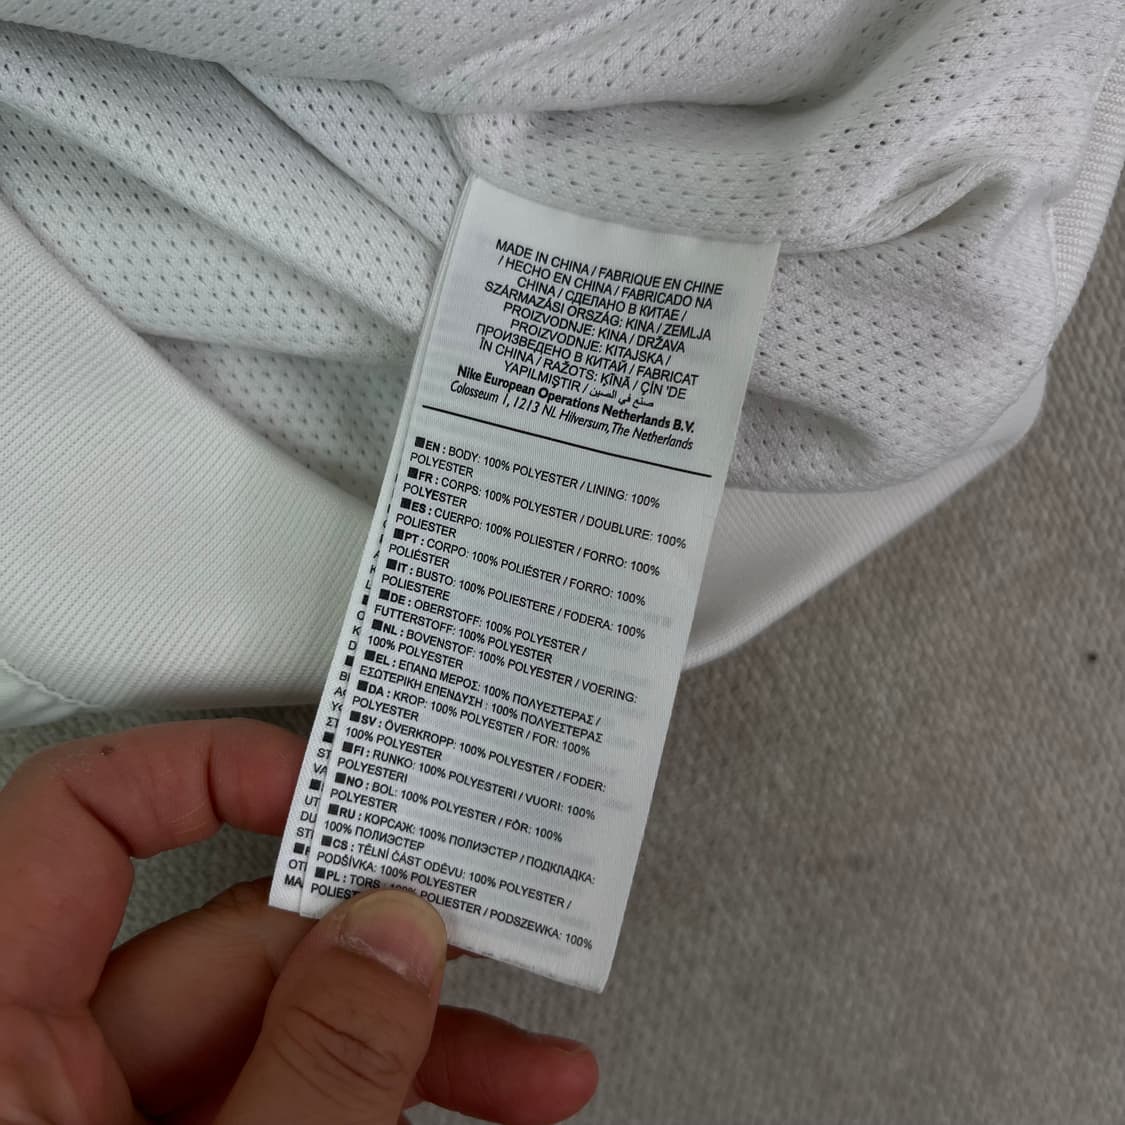 MADE IN CHINA / FABRIQUE EN CHINE
/ HECHO EN CHINA / FABRICADO NA
CHINA / СДЕЛАНО В КИТАЕ /
SZÁRMAZÁSI ORSZÁG: KINA / ZEMLJA
PROIZVODNJE: KINA / DRŽAVA
PROIZVODNJE: KITAJSKA /
ПРОИЗВЕДЕНО В КИТАЙ / FABRICAT
ÎN CHINA / RAŽOTS: ĶĪNĀ / ÇİN 'DE
YAPILMIŞTIR / صنع في الصين
Nike European Operations Netherlands B.V.
Colosseum 1, 1213 NL Hilversum, The Netherlands
■EN : BODY: 100% POLYESTER / LINING: 100%
POLYESTER
■FR : CORPS: 100% POLYESTER / DOUBLURE: 100%
POLYESTER
■ES : CUERPO: 100% POLIESTER / FORRO: 100%
POLIESTER
■PT : CORPO: 100% POLIÉSTER / FORRO: 100%
POLIÉSTER
■IT : BUSTO: 100% POLIESTERE / FODERA: 100%
POLIESTERE
■DE : OBERSTOFF: 100% POLYESTER /
FUTTERSTOFF: 100% POLYESTER
■NL : BOVENSTOF: 100% POLYESTER / VOERING:
100% POLYESTER
■EL : ΕΠΑΝΩ ΜΕΡΟΣ: 100% ΠΟΛΥΕΣΤΕΡΑΣ /
ΕΣΩΤΕΡΙΚΗ ΕΠΕΝΔΥΣΗ : 100% ΠΟΛΥΕΣΤΕΡΑΣ
■DA : KROP: 100% POLYESTER / FOR: 100%
POLYESTER
■SV : ÖVERKROPP: 100% POLYESTER / FODER:
100% POLYESTER
■FI : RUNKO: 100% POLYESTERI / VUORI: 100%
POLYESTERI
■NO : BOL: 100% POLYESTER / FÔR: 100%
POLYESTER
■RU : КОРСАЖ: 100% ПОЛИЭСТЕР / ПОДКЛАДКА:
100% ПОЛИЭСТЕР
■CS : TĚLNÍ ČÁST ODĚVU: 100% POLYESTER /
PODŠÍVKA: 100% POLYESTER
■PL : TORS : 100% POLIESTER / PODSZEWKA: 100%